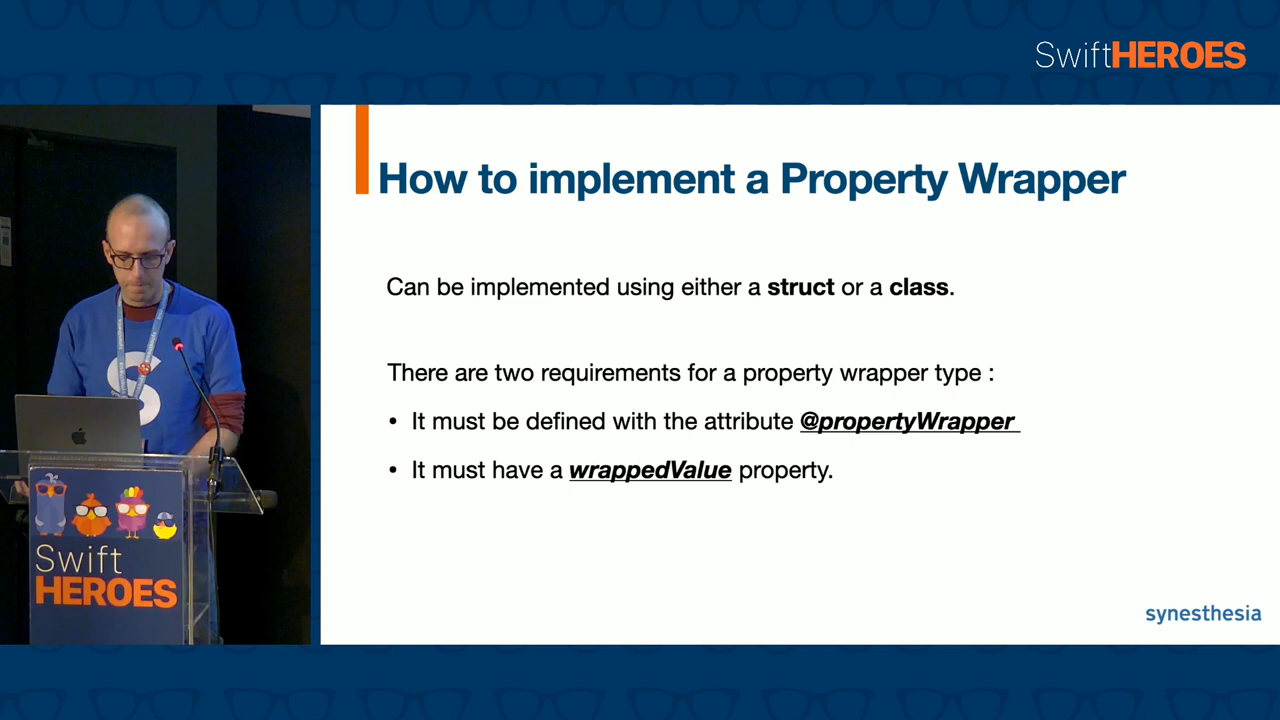 SwiftHEROES
How to implement a Property Wrapper
Can be implemented using either a struct or a class.
There are two requirements for a property wrapper type :
• It must be defined with the attribute @propertyWrapper
• It must have a wrappedValue property.
synesthesia
S
Swift
HEROES